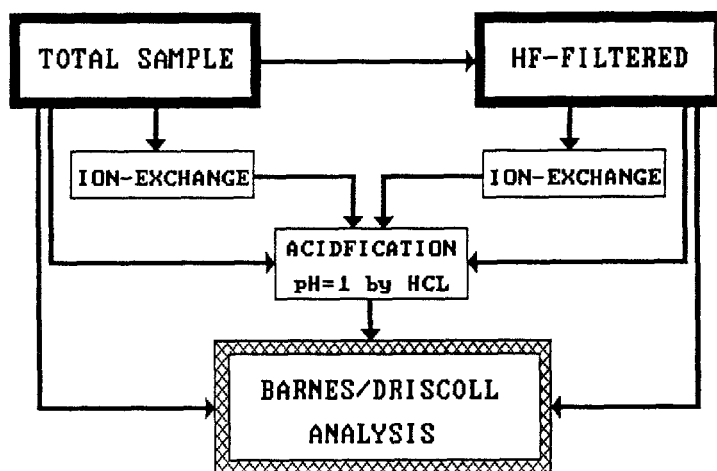 TOTAL SAMPLE
HF-FILTERED
ION-EXCHANGE
ION-EXCHANGE
ACIDFICATION
pH=1 by HCL
BARNES/DRISCOLL
ANALYSIS